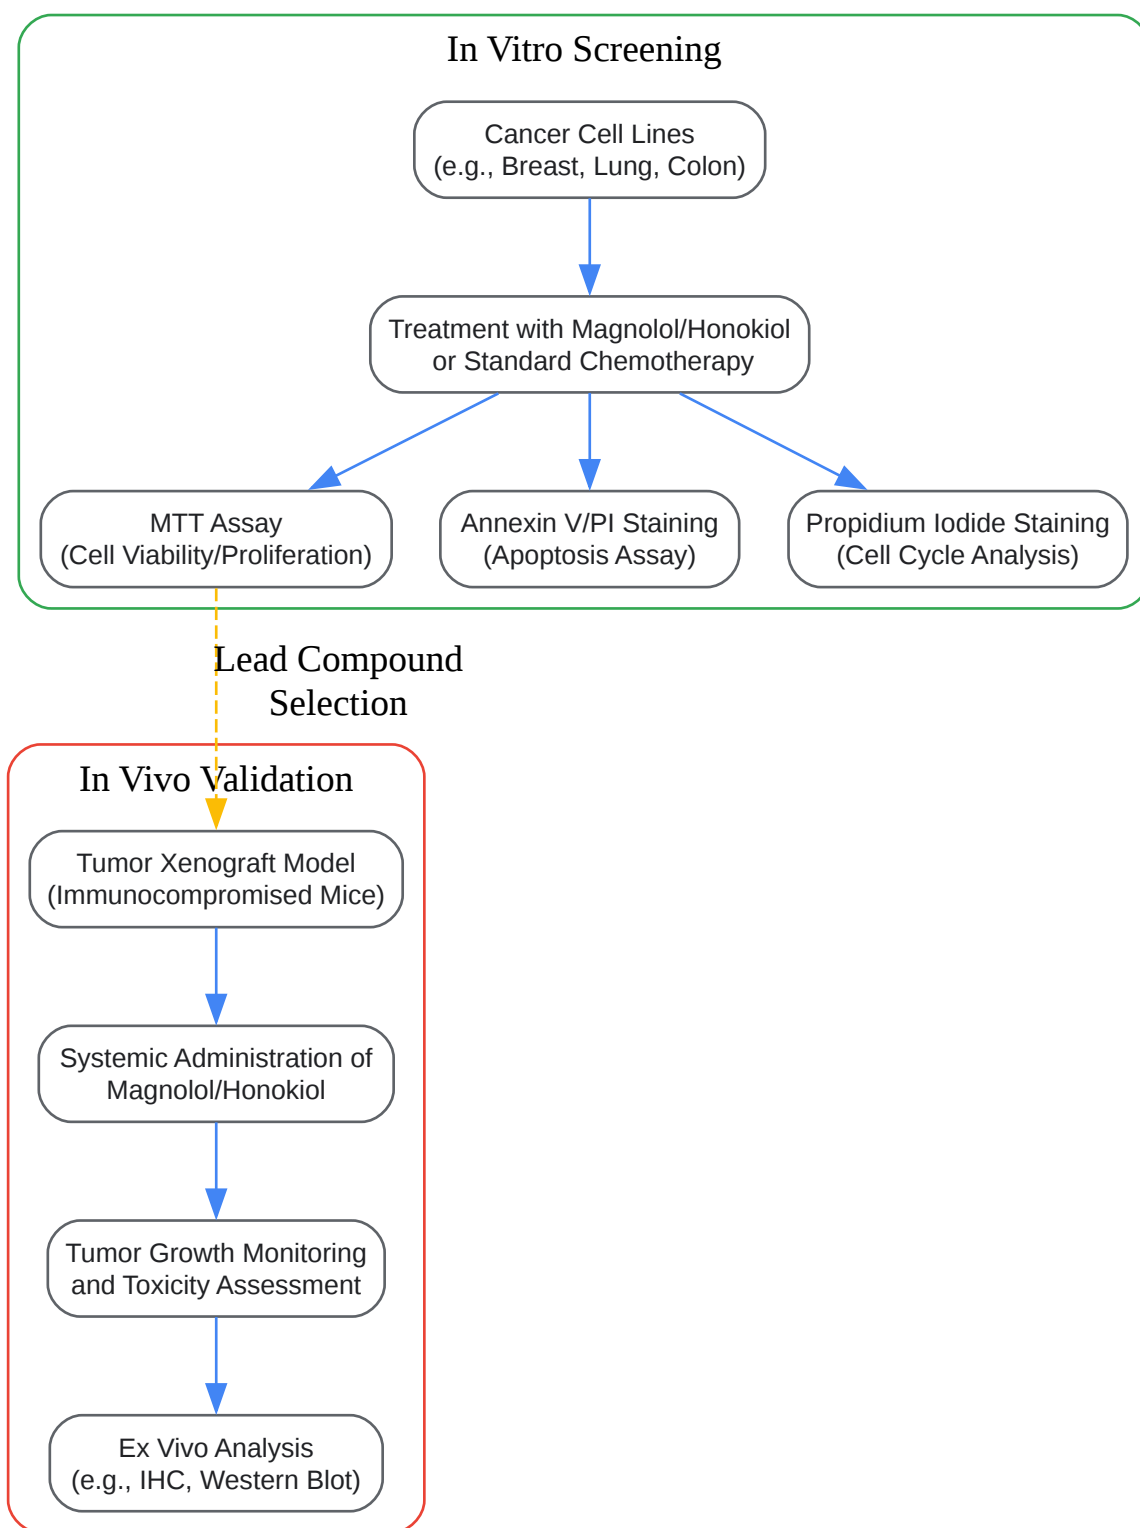 In Vitro Screening
Cancer Cell Lines
(e.g., Breast, Lung, Colon)
Treatment with Magnolol/Honokiol
or Standard Chemotherapy
MTT Assay
(Cell Viability/Proliferation)
Annexin V/PI Staining
(Apoptosis Assay)
Propidium Iodide Staining
(Cell Cycle Analysis)
Lead Compound
Selection
In Vivo Validation
Tumor Xenograft Model
(Immunocompromised Mice)
Systemic Administration of
Magnolol/Honokiol
Tumor Growth Monitoring
and Toxicity Assessment
Ex Vivo Analysis
(e.g., IHC, Western Blot)